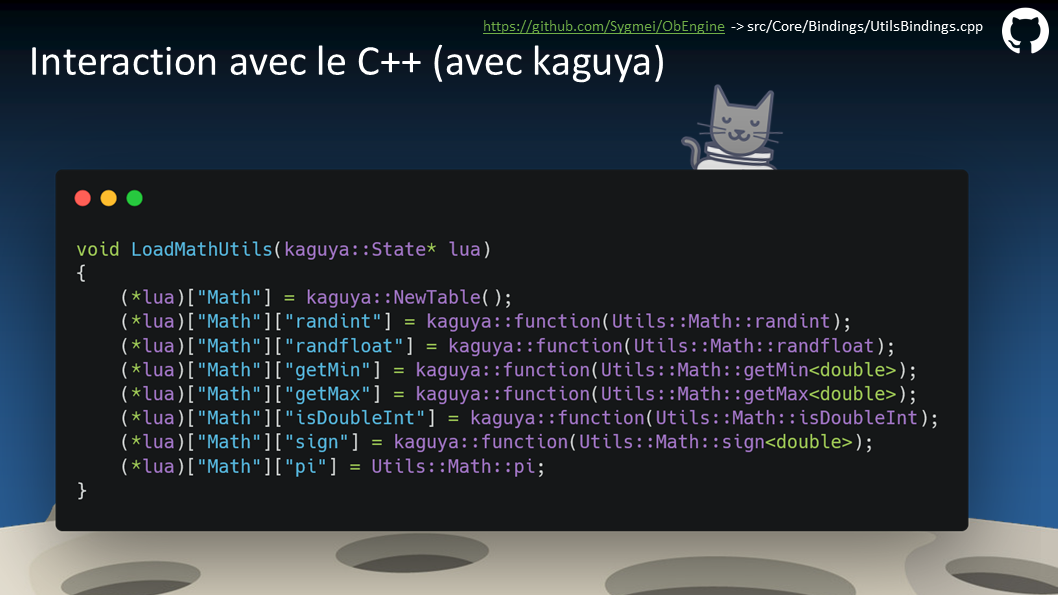 https://github.com/Sygmei/ObEngine -> src/Core/Bindings/UtilsBindings.cpp
Interaction avec le C++ (avec kaguya)
void LoadMathUtils(kaguya::State* lua)
{
    (*lua)["Math"] = kaguya::NewTable();
    (*lua)["Math"]["randint"] = kaguya::function(Utils::Math::randint);
    (*lua)["Math"]["randfloat"] = kaguya::function(Utils::Math::randfloat);
    (*lua)["Math"]["getMin"] = kaguya::function(Utils::Math::getMin<double>);
    (*lua)["Math"]["getMax"] = kaguya::function(Utils::Math::getMax<double>);
    (*lua)["Math"]["isDoubleInt"] = kaguya::function(Utils::Math::isDoubleInt);
    (*lua)["Math"]["sign"] = kaguya::function(Utils::Math::sign<double>);
    (*lua)["Math"]["pi"] = Utils::Math::pi;
}